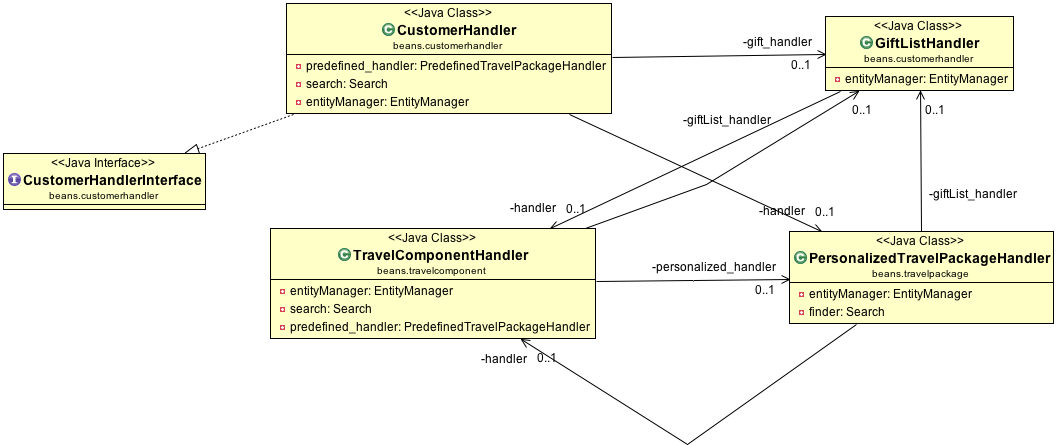 <<Java Class>>
CustomerHandler
beans.customerhandler
predefined_handler: PredefinedTravelPackageHandler
search: Search
entityManager: EntityManager
-gift_handler
0..1
<<Java Class>>
GiftListHandler
beans.customerhandler
entityManager: EntityManager
-giftList_handler
0..1
0..1
<<Java Interface>>
CustomerHandlerInterface
beans.customerhandler
-giftList_handler
-handler 0..1
-handler 0..1
<<Java Class>>
TravelComponentHandler
beans.travelcomponent
entityManager: EntityManager
search: Search
predefined_handler: PredefinedTravelPackageHandler
-personalized_handler
0..1
<<Java Class>>
PersonalizedTravelPackageHandler
beans.travelpackage
entityManager: EntityManager
finder: Search
-handler 0..1